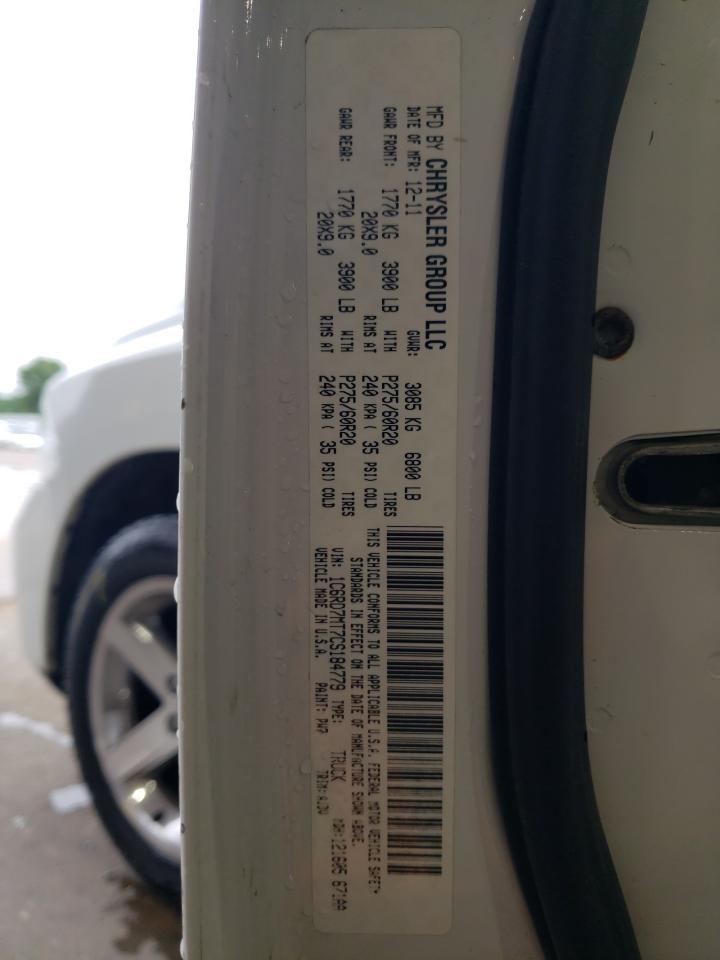 MFD BY CHRYSLER GROUP LLC
DATE OF MFR: 12-11 GVWR: 3085 KG 6800 LB
GAWR FRONT: 1770 KG 3900 LB WITH P275/60R20 TIRES
20X9.0 RIMS AT 240 KPA ( 35 PSI) COLD
GAWR REAR: 1770 KG 3900 LB WITH P275/60R20 TIRES
20X9.0 RIMS AT 240 KPA ( 35 PSI) COLD
THIS VEHICLE CONFORMS TO ALL APPLICABLE U.S.A. FEDERAL MOTOR VEHICLE SAFETY
STANDARDS IN EFFECT ON THE DATE OF MANUFACTURE SHOWN ABOVE.
VIN: 1C6RD7MT7CS184779 TYPE: TRUCK MDH:121605 671AA
VEHICLE MADE IN U.S.A. PAINT: PW7 TRIM: